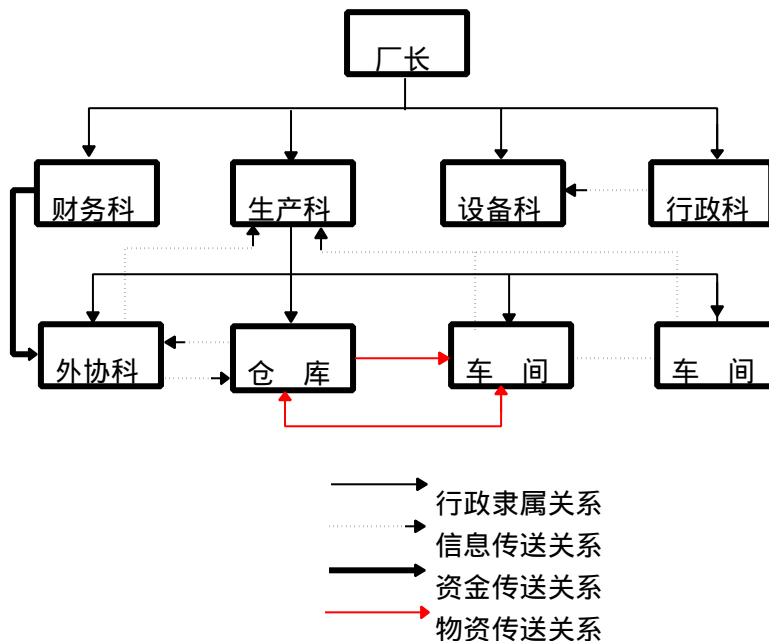 厂长
财务科
生产科
设备科
行政科
外协科
仓　库
车　间
车　间
行政隶属关系
信息传送关系
资金传送关系
物资传送关系